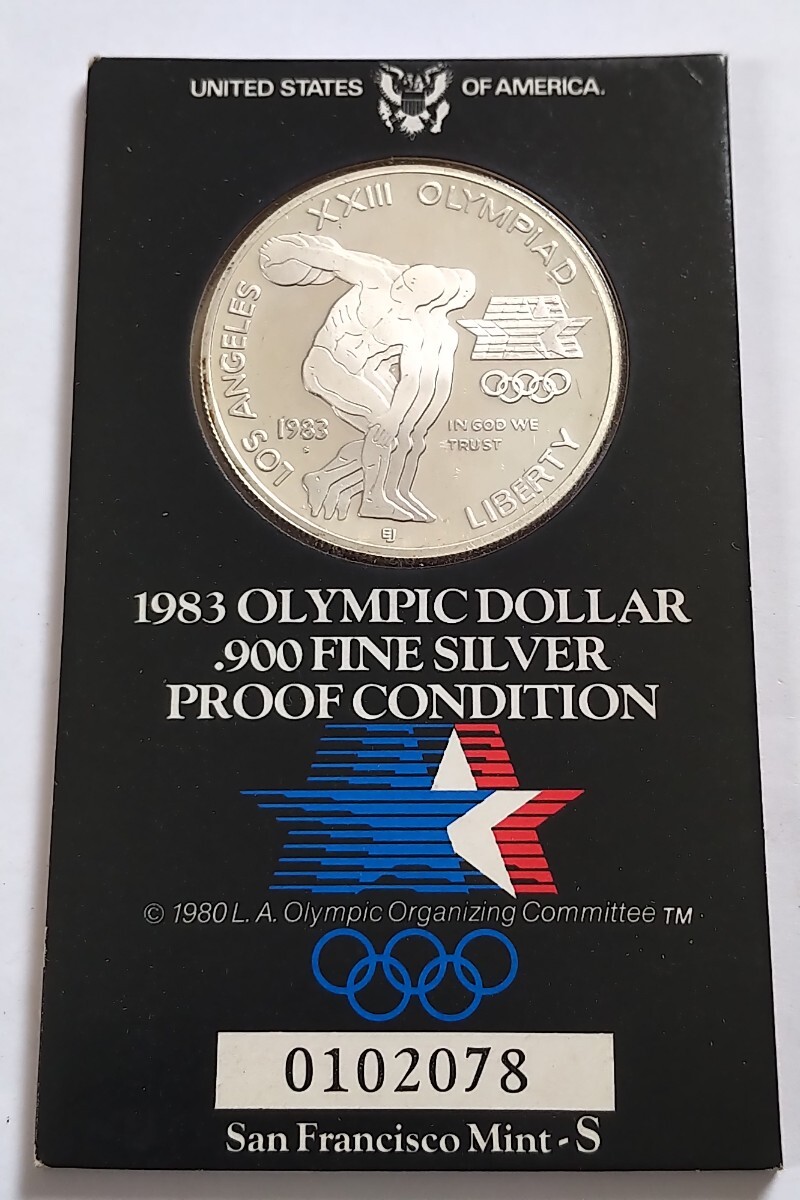 UNITED STATES OF AMERICA.
LOS ANGELES XXIII OLYMPIAD
1983
S
IN GOD WE
TRUST
LIBERTY
EJ
1983 OLYMPIC DOLLAR
.900 FINE SILVER
PROOF CONDITION
© 1980 L. A. Olympic Organizing Committee TM
0102078
San Francisco Mint - S